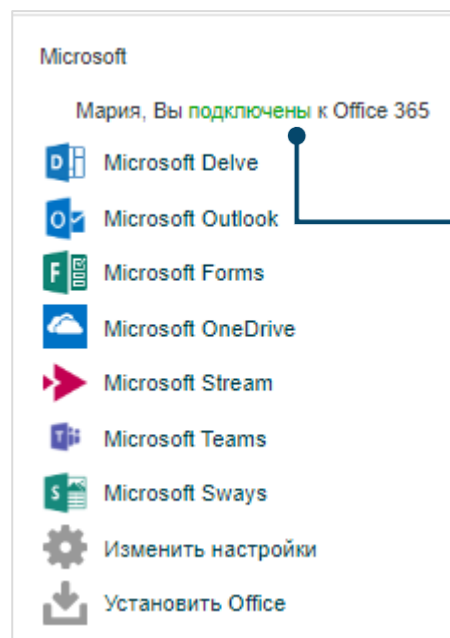 Microsoft
Мария, Вы подключены к Office 365
Microsoft Delve
Microsoft Outlook
Microsoft Forms
Microsoft OneDrive
Microsoft Stream
Microsoft Teams
Microsoft Sways
Изменить настройки
Установить Office